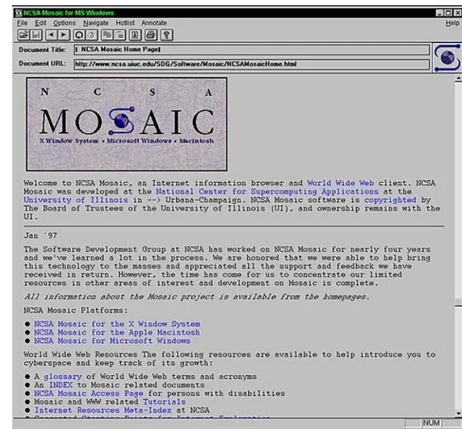 NCSA Mosaic for MS Windows
File Edit Options Navigate Hotlist Annotate Help
Document Title: NCSA Mosaic Home Page
Document URL: http://www.ncsa.uiuc.edu/SDG/Software/Mosaic/NCSAMosaicHome.html
N C S A
MOSAIC
X Window System • Microsoft Windows • Macintosh
Welcome to NCSA Mosaic, an Internet information browser and World Wide Web client. NCSA
Mosaic was developed at the National Center for Supercomputing Applications at the
University of Illinois in --> Urbana-Champaign. NCSA Mosaic software is copyrighted by
The Board of Trustees of the University of Illinois (UI), and ownership remains with the
UI.
Jan '97
The Software Development Group at NCSA has worked on NCSA Mosaic for nearly four years
and we've learned a lot in the process. We are honored that we were able to help bring
this technology to the masses and appreciated all the support and feedback we have
received in return. However, the time has come for us to concentrate our limited
resources in other areas of interest and development on Mosaic is complete.
All information about the Mosaic project is available from the homepages.
NCSA Mosaic Platforms:
● NCSA Mosaic for the X Window System
● NCSA Mosaic for the Apple Macintosh
● NCSA Mosaic for Microsoft Windows
World Wide Web Resources The following resources are available to help introduce you to
cyberspace and keep track of its growth:
● A glossary of World Wide Web terms and acronyms
● An INDEX to Mosaic related documents
● NCSA Mosaic Access Page for persons with disabilities
● Mosaic and WWW related Tutorials
● Internet Resources Meta-Index at NCSA
NUM